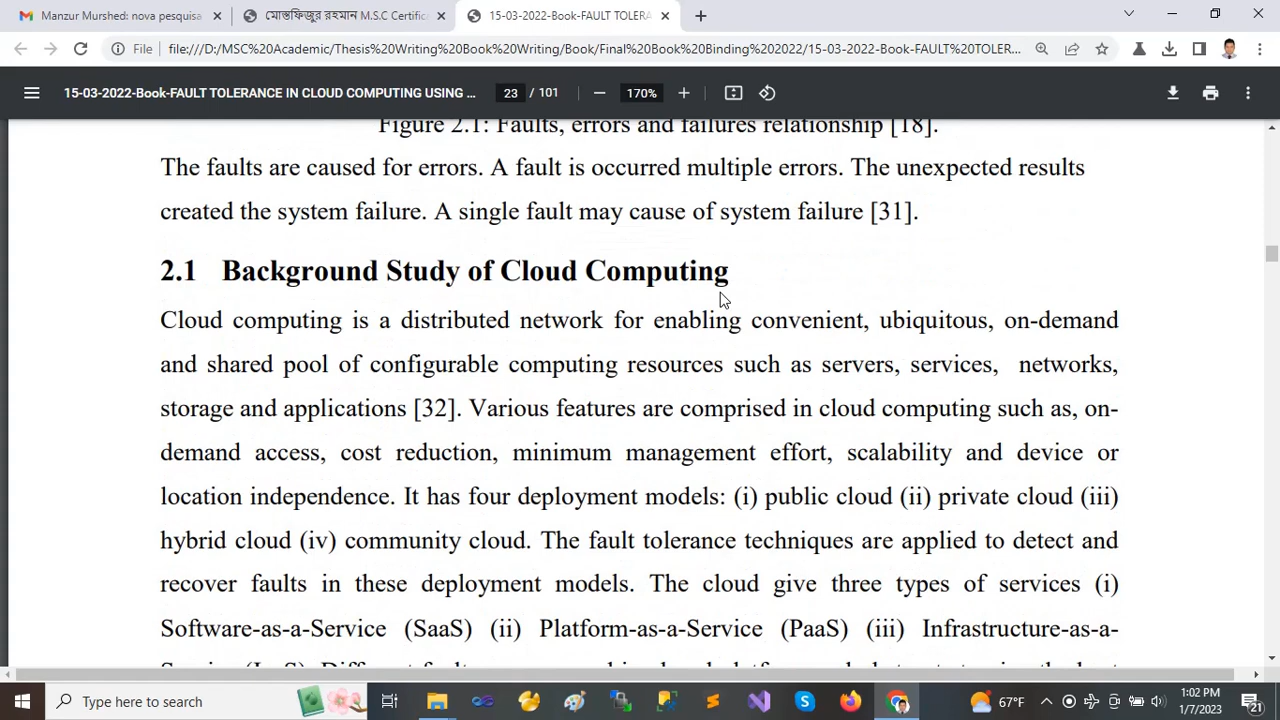 Manzur Murshed: nova pesquisa
মোস্তফিজুর রহমান M.S.C Certifica
15-03-2022-Book-FAULT TOLERA
File
file:///D:/MSC%20Academic/Thesis%20Writing%20Book%20Writing/Book/Final%20Book%20Binding%202022/15-03-2022-Book-FAULT%20TOLER...
15-03-2022-Book-FAULT TOLERANCE IN CLOUD COMPUTING USING ...
23 / 101
170%
Figure 2.1: Faults, errors and failures relationship [18].
The faults are caused for errors. A fault is occurred multiple errors. The unexpected results
created the system failure. A single fault may cause of system failure [31].
2.1 Background Study of Cloud Computing
Cloud computing is a distributed network for enabling convenient, ubiquitous, on-demand
and shared pool of configurable computing resources such as servers, services, networks,
storage and applications [32]. Various features are comprised in cloud computing such as, on-
demand access, cost reduction, minimum management effort, scalability and device or
location independence. It has four deployment models: (i) public cloud (ii) private cloud (iii)
hybrid cloud (iv) community cloud. The fault tolerance techniques are applied to detect and
recover faults in these deployment models. The cloud give three types of services (i)
Software-as-a-Service (SaaS) (ii) Platform-as-a-Service (PaaS) (iii) Infrastructure-as-a-
Type here to search
67°F
1:02 PM
1/7/2023
21